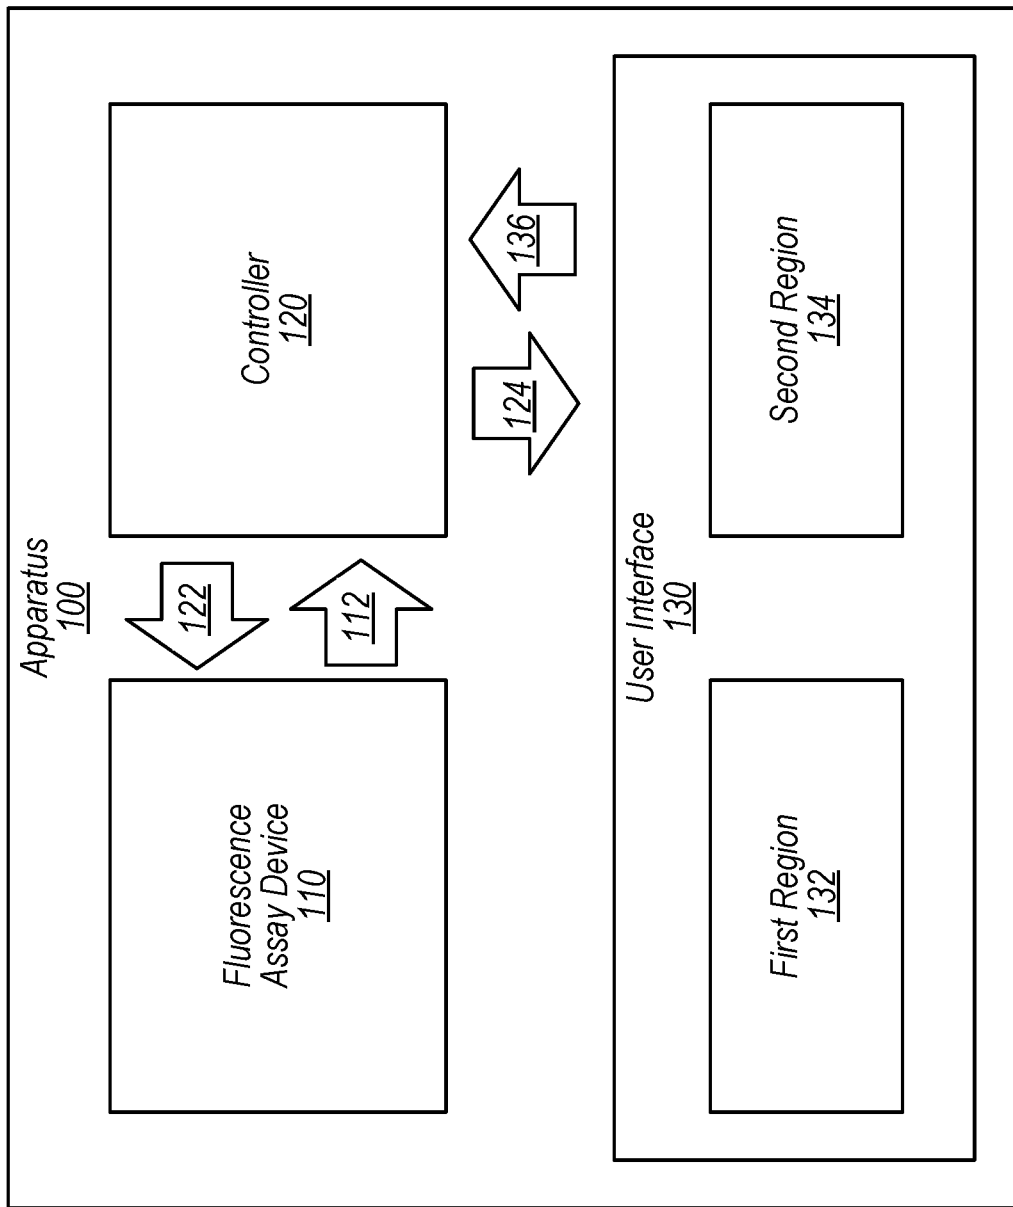 Apparatus
100
Fluorescence
Assay Device
110
122
112
Controller
120
124
136
User Interface
130
First Region
132
Second Region
134